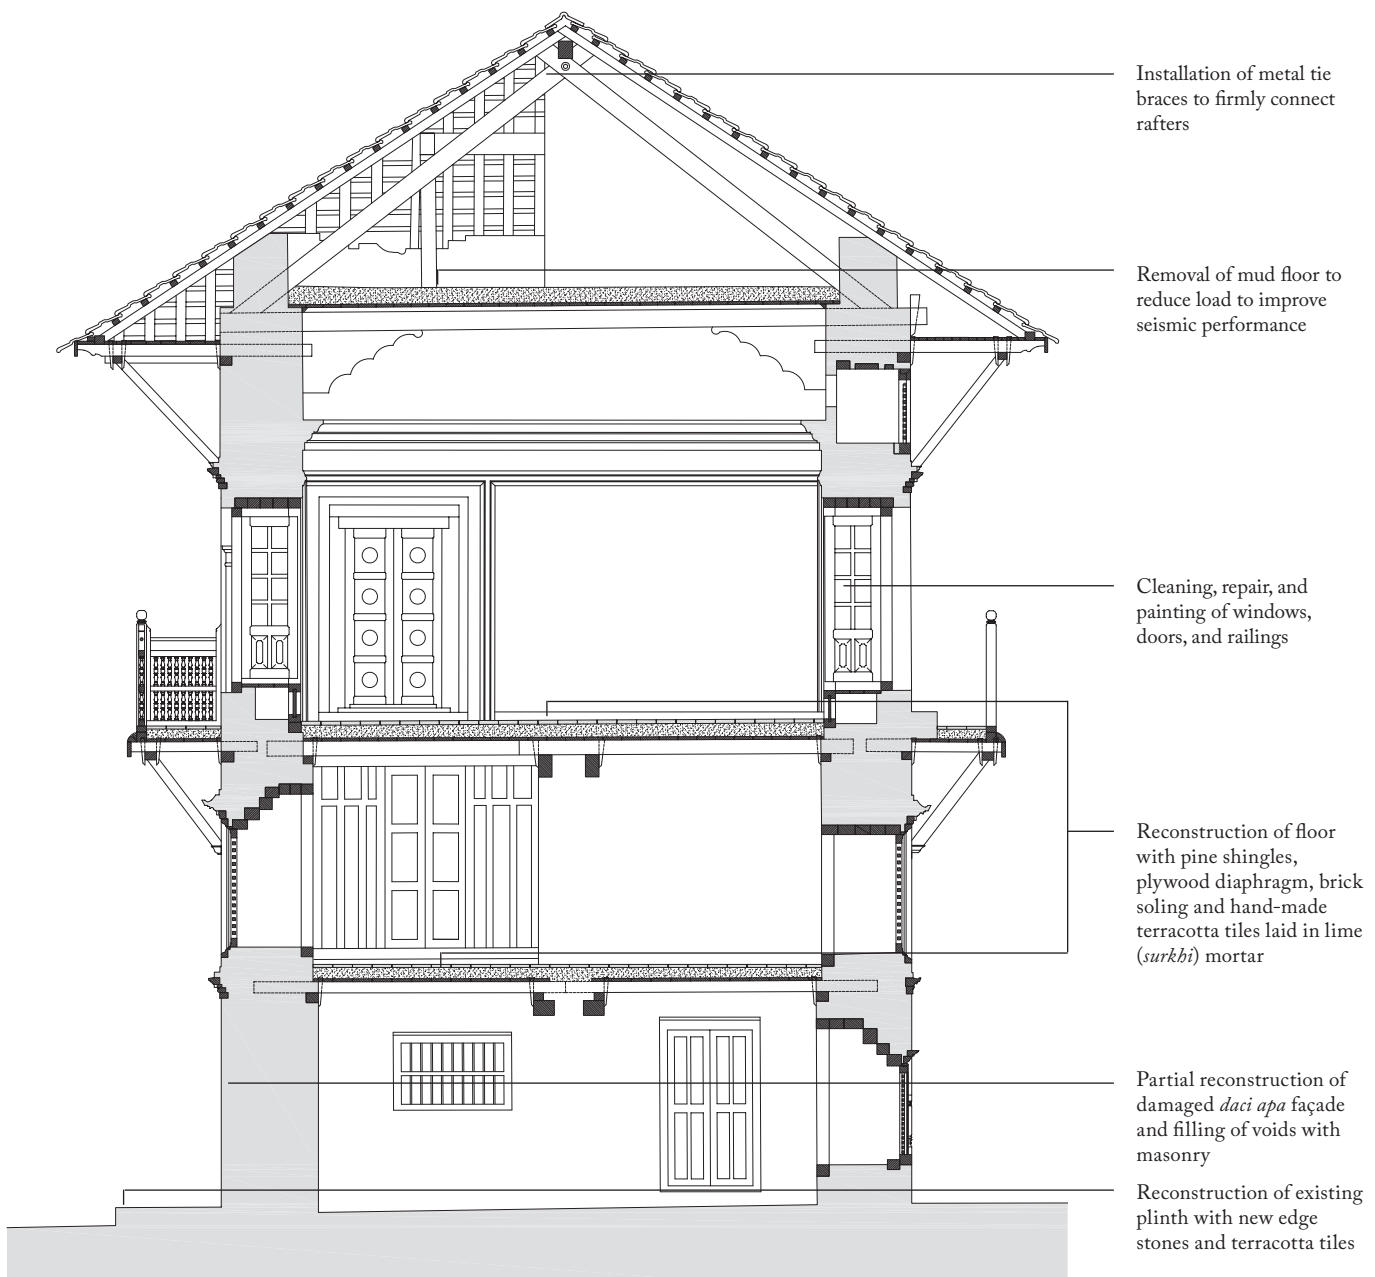 Installation of metal tie
braces to firmly connect
rafters
Removal of mud floor to
reduce load to improve
seismic performance
Cleaning, repair, and
painting of windows,
doors, and railings
Reconstruction of floor
with pine shingles,
plywood diaphragm, brick
soling and hand-made
terracotta tiles laid in lime
(surkhi) mortar
Partial reconstruction of
damaged daci apa façade
and filling of voids with
masonry
Reconstruction of existing
plinth with new edge
stones and terracotta tiles